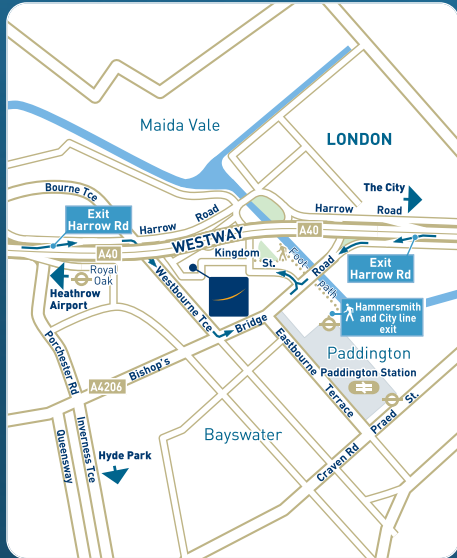 Maida Vale
LONDON
The City
Bourne Tce
Exit
Harrow Rd
Harrow
Road
Harrow
Road
WESTWAY
A40
A40
Kingdom
St.
Footpath
Road
Exit
Harrow Rd
Royal
Oak
Heathrow
Airport
Westbourne Tce
Hammersmith
and City line
exit
Bridge
Porchester Rd
Bishop's
A4206
Eastbourne
Terrace
Paddington
Paddington Station
Queensway
Inverness Tce
Hyde Park
Bayswater
Craven Rd
Praed
St.